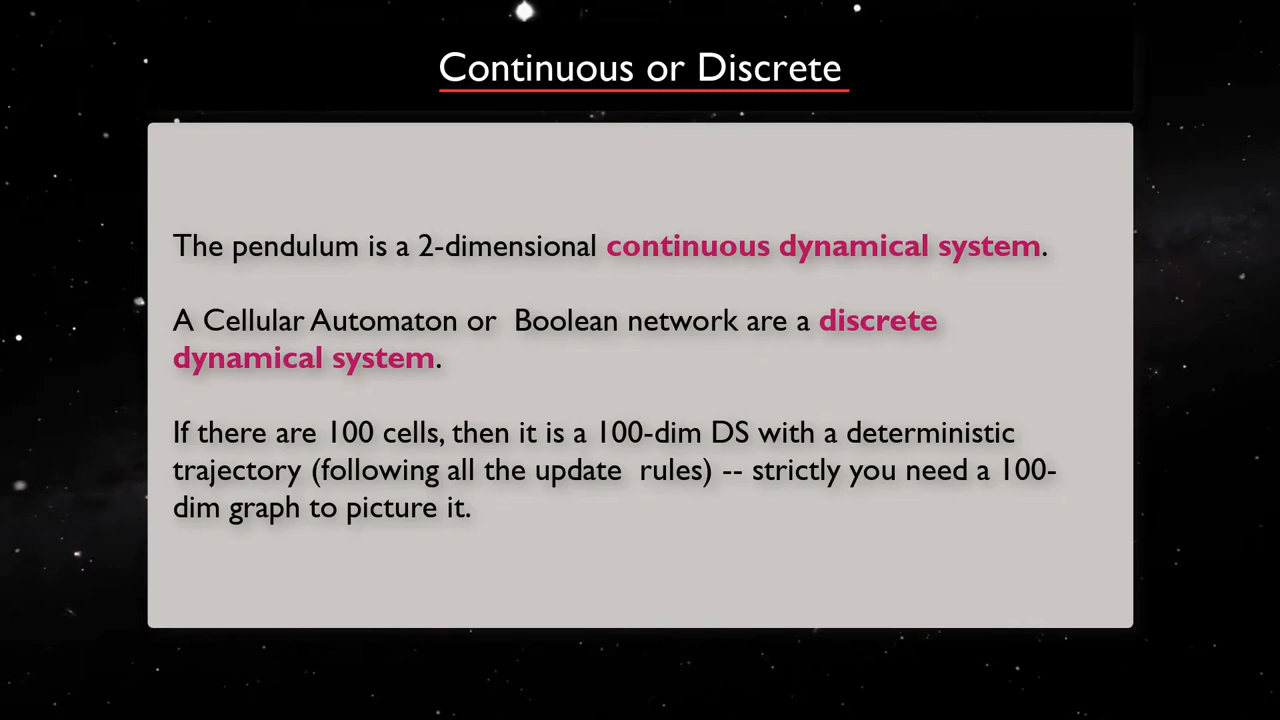 Continuous or Discrete
The pendulum is a 2-dimensional continuous dynamical system.
A Cellular Automaton or  Boolean network are a discrete
dynamical system.
If there are 100 cells, then it is a 100-dim DS with a deterministic
trajectory (following all the update  rules) -- strictly you need a 100-
dim graph to picture it.